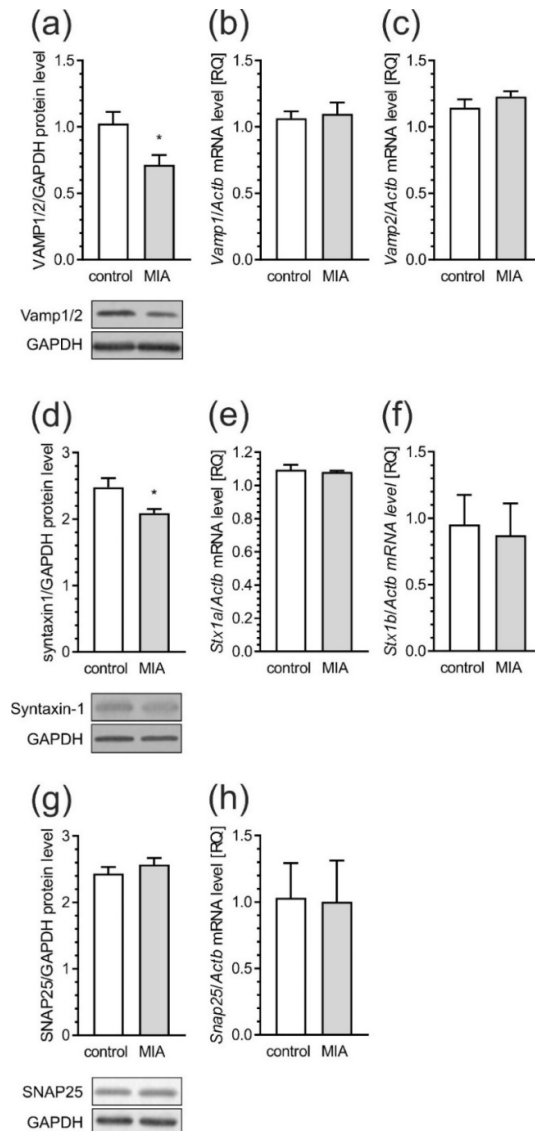 (a)
VAMP1/2/GAPDH protein level
1.5
1.0
0.5
0.0
*
control MIA
Vamp1/2
GAPDH
(b)
Vamp1/Actb mRNA level [RQ]
1.5
1.0
0.5
0.0
control MIA
(c)
Vamp2/Actb mRNA level [RQ]
1.5
1.0
0.5
0.0
control MIA
(d)
syntaxin1/GAPDH protein level
3
2
1
0
*
control MIA
Syntaxin-1
GAPDH
(e)
Stx1a/Actb mRNA level [RQ]
1.2
1.0
0.8
0.6
0.4
0.2
0.0
control MIA
(f)
Stx1b/Actb mRNA level [RQ]
1.5
1.0
0.5
0.0
control MIA
(g)
SNAP25/GAPDH protein level
3
2
1
0
control MIA
SNAP25
GAPDH
(h)
Snap25/Actb mRNA level [RQ]
1.5
1.0
0.5
0.0
control MIA